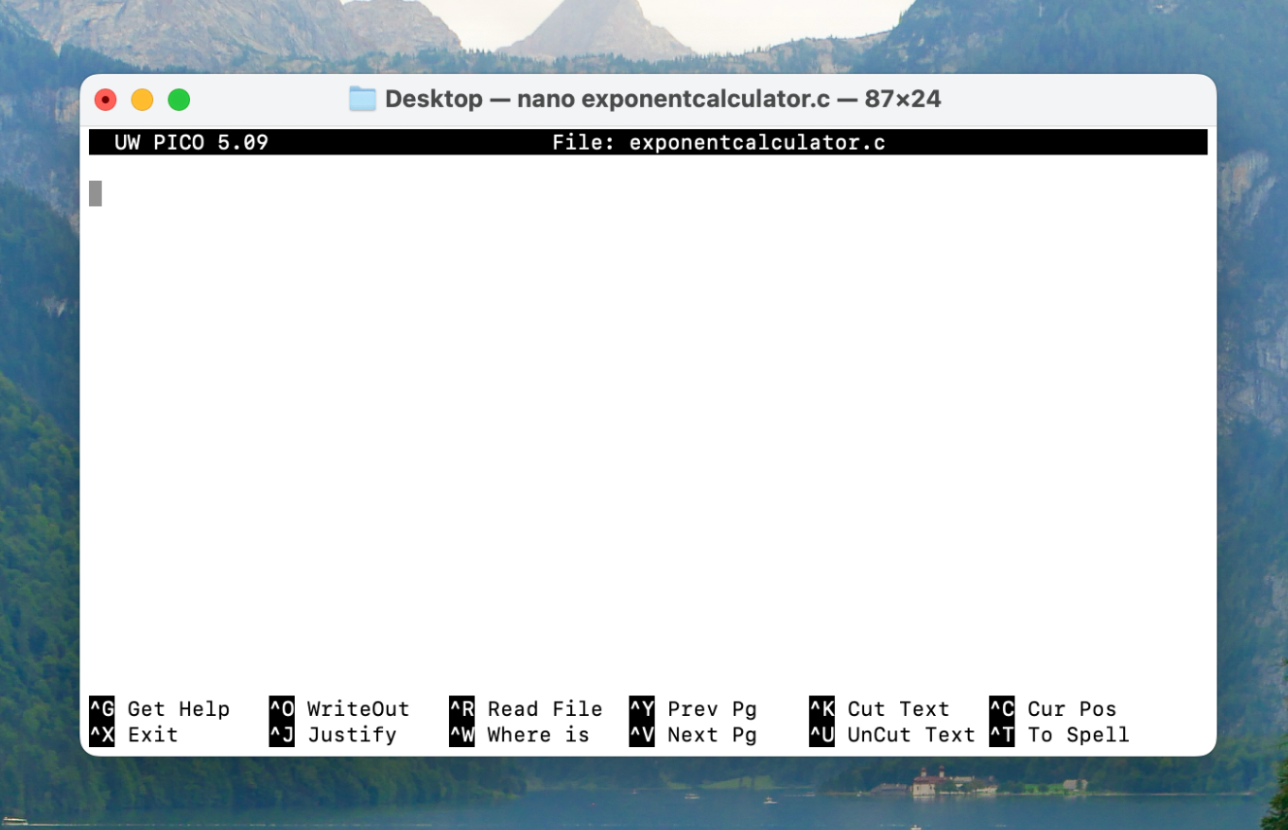 Desktop — nano exponentcalculator.c — 87×24
UW PICO 5.09 File: exponentcalculator.c
^G Get Help ^O WriteOut ^R Read File ^Y Prev Pg ^K Cut Text ^C Cur Pos
^X Exit ^J Justify ^W Where is ^V Next Pg ^U UnCut Text ^T To Spell